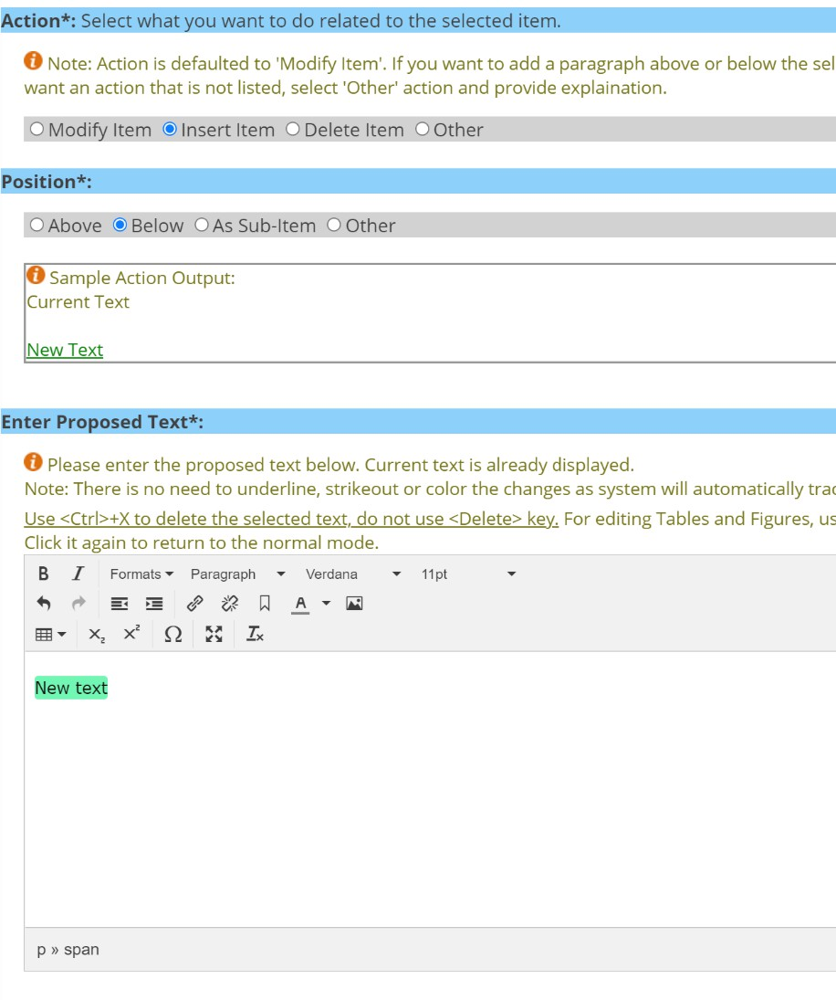 Action*: Select what you want to do related to the selected item.
Note: Action is defaulted to 'Modify Item'. If you want to add a paragraph above or below the sel
want an action that is not listed, select 'Other' action and provide explaination.
Modify Item Insert Item Delete Item Other
Position*:
Above Below As Sub-Item Other
Sample Action Output:
Current Text
New Text
Enter Proposed Text*:
Please enter the proposed text below. Current text is already displayed.
Note: There is no need to underline, strikeout or color the changes as system will automatically trac
Use <Ctrl>+X to delete the selected text, do not use <Delete> key. For editing Tables and Figures, us
Click it again to return to the normal mode.
B I Formats Paragraph Verdana 11pt
A
X2 X2 Ω Tx
New text
p » span